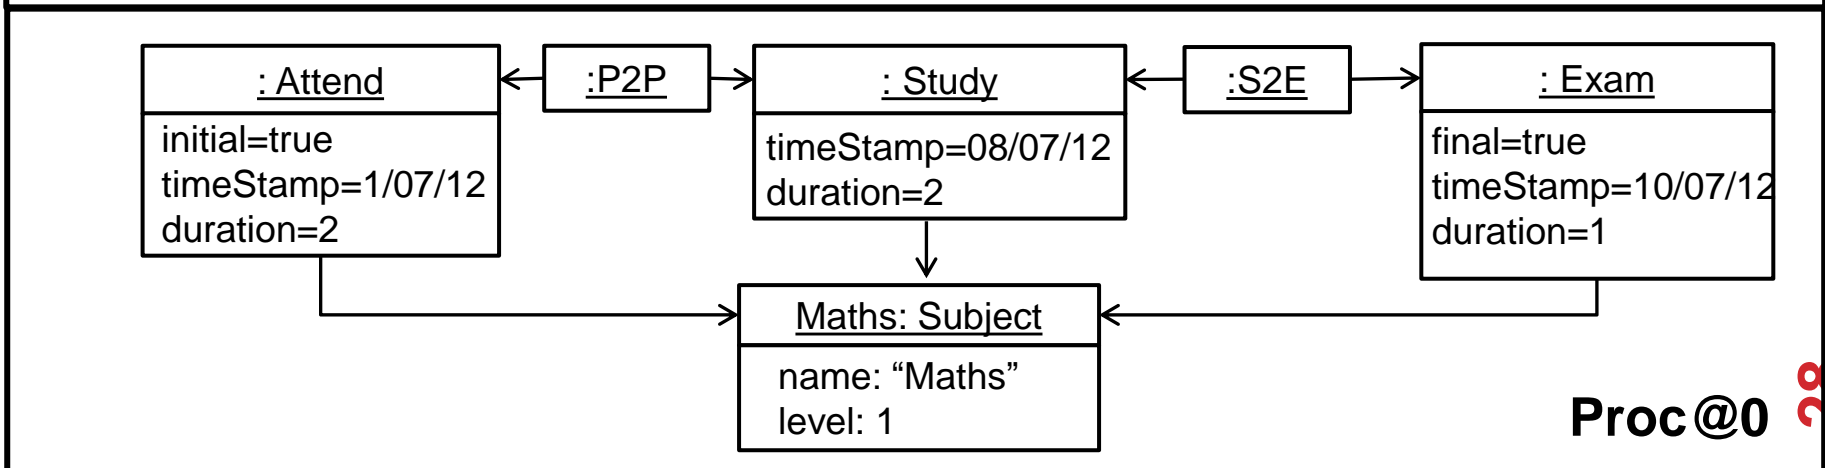 : Attend
:P2P
: Study
:S2E
: Exam
initial=true
timeStamp=1/07/12
duration=2
timeStamp=08/07/12
duration=2
final=true
timeStamp=10/07/12
duration=1
Maths: Subject
name: “Maths”
level: 1
Proc@0
28